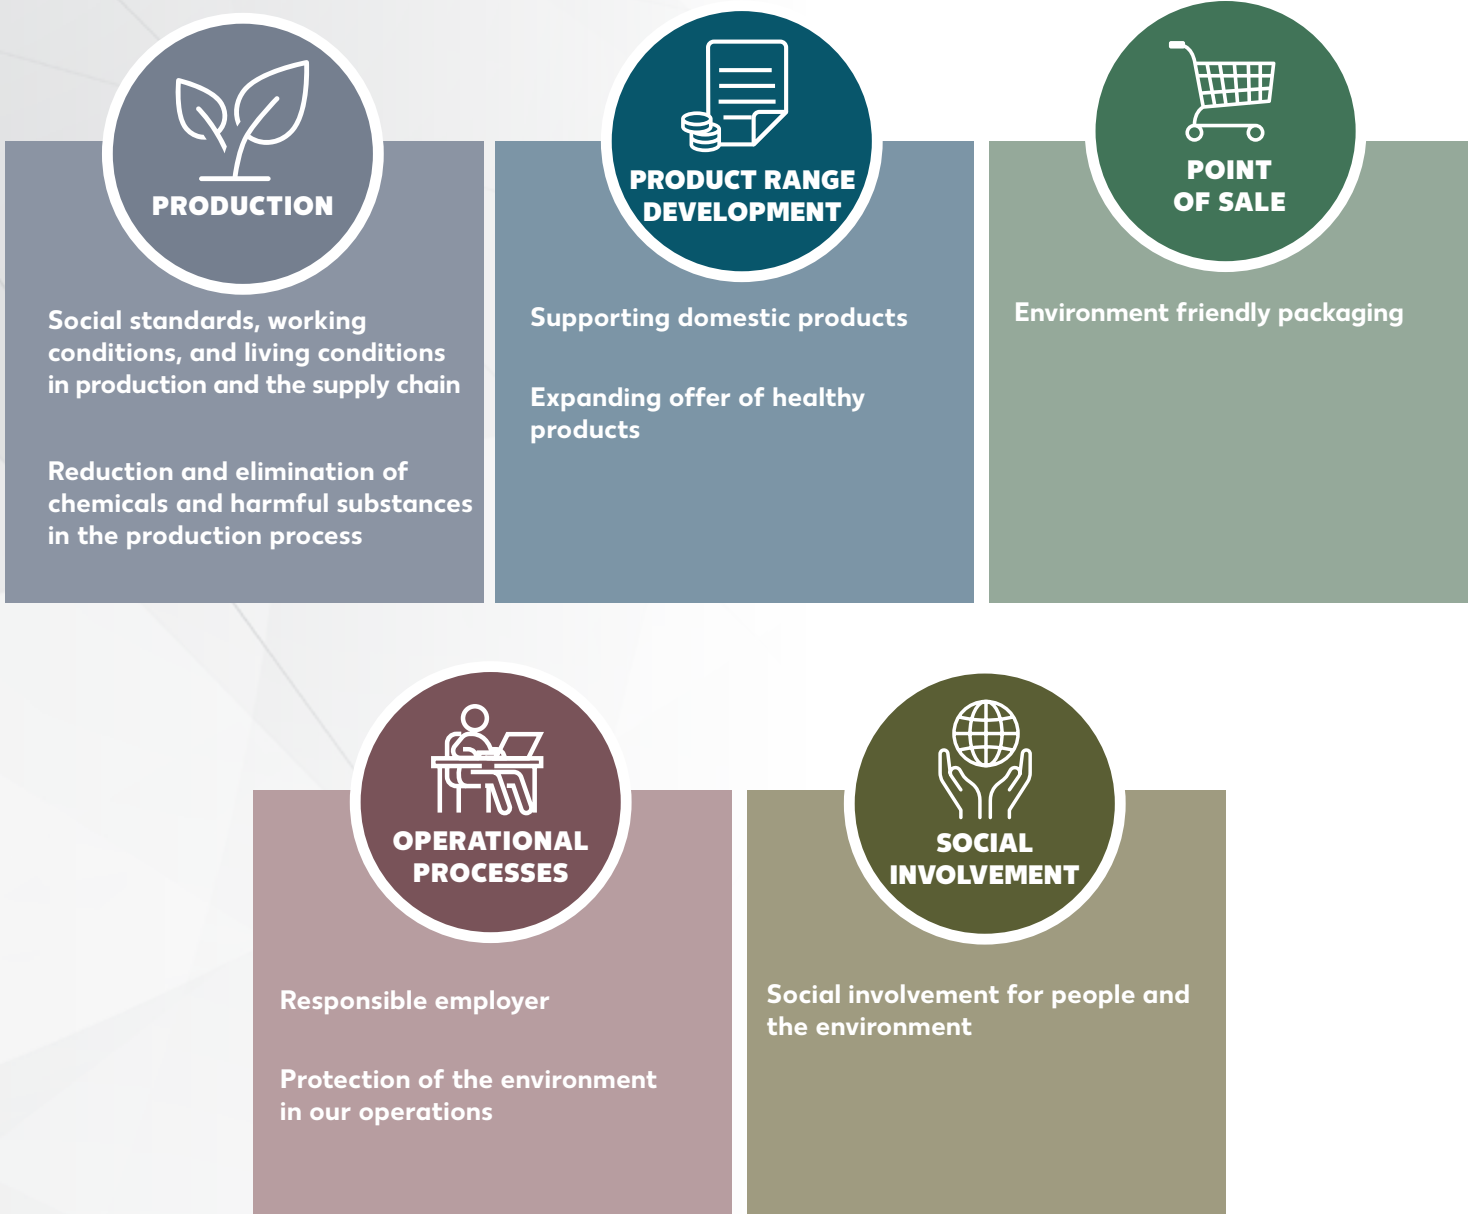 PRODUCTION
Social standards, working
conditions, and living conditions
in production and the supply chain
Reduction and elimination of
chemicals and harmful substances
in the production process
PRODUCT RANGE
DEVELOPMENT
Supporting domestic products
Expanding offer of healthy
products
POINT
OF SALE
Environment friendly packaging
OPERATIONAL
PROCESSES
Responsible employer
Protection of the environment
in our operations
SOCIAL
INVOLVEMENT
Social involvement for people and
the environment